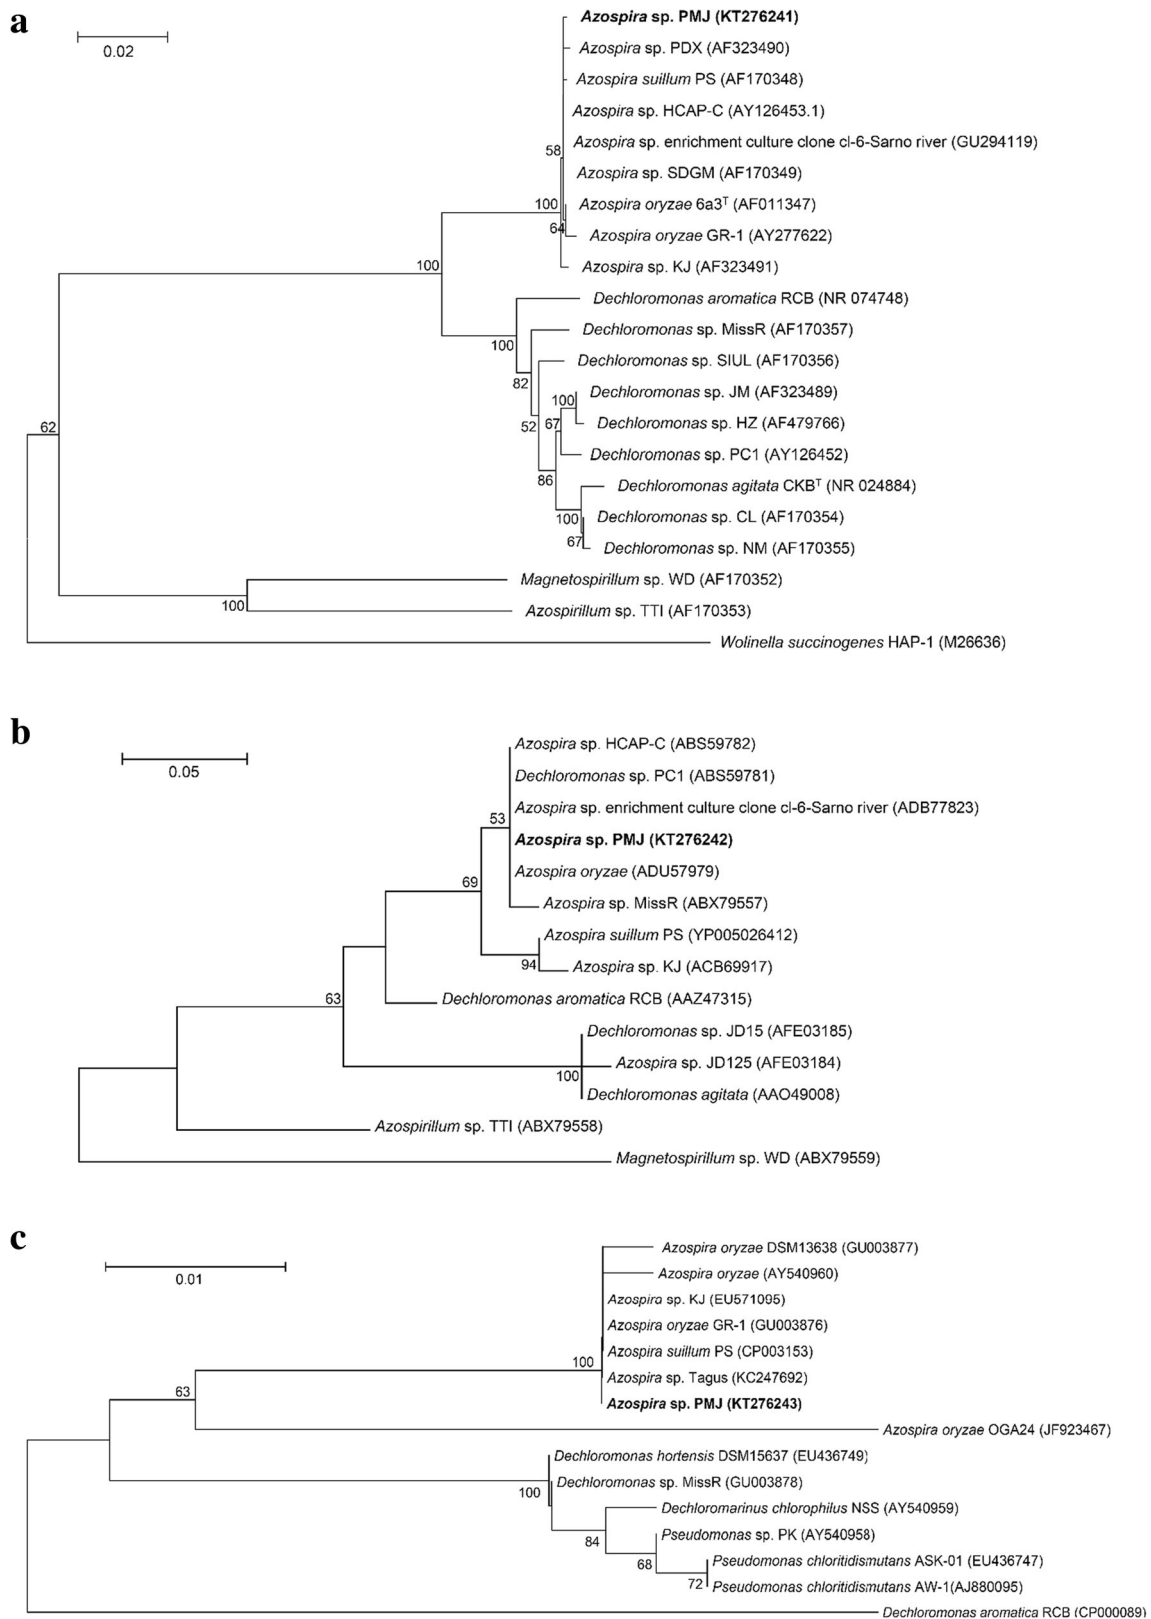 a
0.02
Azospira sp. PMJ (KT276241)
Azospira sp. PDX (AF323490)
Azospira suillum PS (AF170348)
Azospira sp. HCAP-C (AY126453.1)
58
Azospira sp. enrichment culture clone cl-6-Sarno river (GU294119)
Azospira sp. SDGM (AF170349)
100
Azospira oryzae 6a3T (AF011347)
64
Azospira oryzae GR-1 (AY277622)
100
Azospira sp. KJ (AF323491)
Dechloromonas aromatica RCB (NR 074748)
Dechloromonas sp. MissR (AF170357)
100
Dechloromonas sp. SIUL (AF170356)
82
Dechloromonas sp. JM (AF323489)
100
62
52
67
Dechloromonas sp. HZ (AF479766)
Dechloromonas sp. PC1 (AY126452)
86
Dechloromonas agitata CKBT (NR 024884)
100
Dechloromonas sp. CL (AF170354)
67
Dechloromonas sp. NM (AF170355)
Magnetospirillum sp. WD (AF170352)
100
Azospirillum sp. TTI (AF170353)
Wolinella succinogenes HAP-1 (M26636)
b
0.05
Azospira sp. HCAP-C (ABS59782)
Dechloromonas sp. PC1 (ABS59781)
Azospira sp. enrichment culture clone cl-6-Sarno river (ADB77823)
53
Azospira sp. PMJ (KT276242)
Azospira oryzae (ADU57979)
69
Azospira sp. MissR (ABX79557)
Azospira suillum PS (YP005026412)
94
Azospira sp. KJ (ACB69917)
63
Dechloromonas aromatica RCB (AAZ47315)
Dechloromonas sp. JD15 (AFE03185)
Azospira sp. JD125 (AFE03184)
100
Dechloromonas agitata (AAO49008)
Azospirillum sp. TTI (ABX79558)
Magnetospirillum sp. WD (ABX79559)
c
0.01
Azospira oryzae DSM13638 (GU003877)
Azospira oryzae (AY540960)
Azospira sp. KJ (EU571095)
Azospira oryzae GR-1 (GU003876)
Azospira suillum PS (CP003153)
100
Azospira sp. Tagus (KC247692)
63
Azospira sp. PMJ (KT276243)
Azospira oryzae OGA24 (JF923467)
Dechloromonas hortensis DSM15637 (EU436749)
Dechloromonas sp. MissR (GU003878)
100
Dechloromarinus chlorophilus NSS (AY540959)
84
Pseudomonas sp. PK (AY540958)
68
Pseudomonas chloritidismutans ASK-01 (EU436747)
72
Pseudomonas chloritidismutans AW-1(AJ880095)
Dechloromonas aromatica RCB (CP000089)